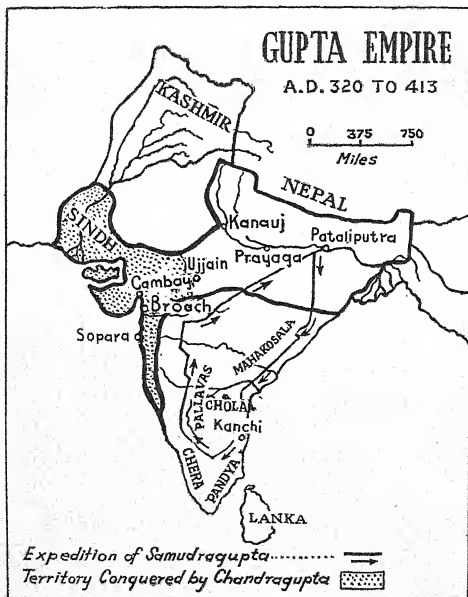 GUPTA EMPIRE
A.D. 320 TO 413
0 375 750
Miles
KASHMIR
NEPAL
SINDH
Kanauj
Pataliputra
Prayaga
Ujjain
Cambay
Broach
Sopara
MAHAKOSALA
PALLAVAS
CHOLA
Kanchi
CHERA
PANDYA
LANKA
Expedition of Samudragupta..........
Territory Conquered by Chandragupta